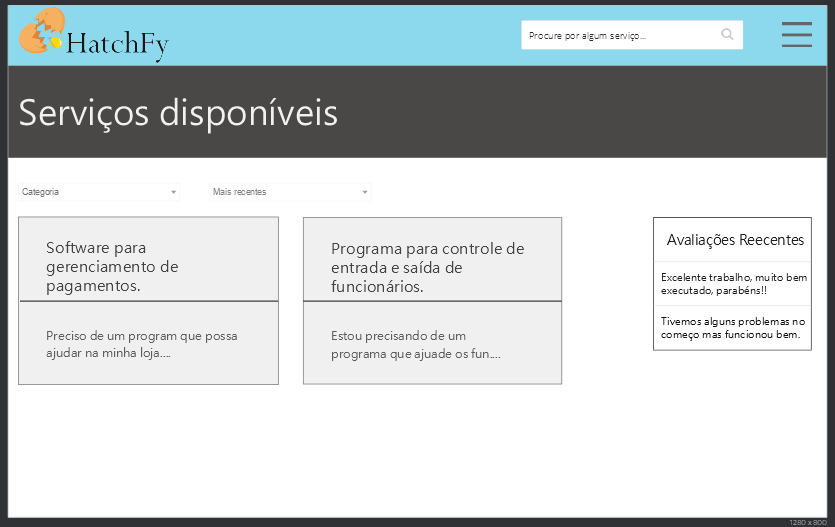 HatchFy
Procure por algum serviço...
Serviços disponíveis
Categoria
Mais recentes
Software para
gerenciamento de
pagamentos.
Preciso de um program que possa
ajudar na minha loja....
Programa para controle de
entrada e saída de
funcionários.
Estou precisando de um
programa que ajuade os fun....
Avaliações Reecentes
Excelente trabalho, muito bem
executado, parabéns!!
Tivemos alguns problemas no
começo mas funcionou bem.
1280 x 800